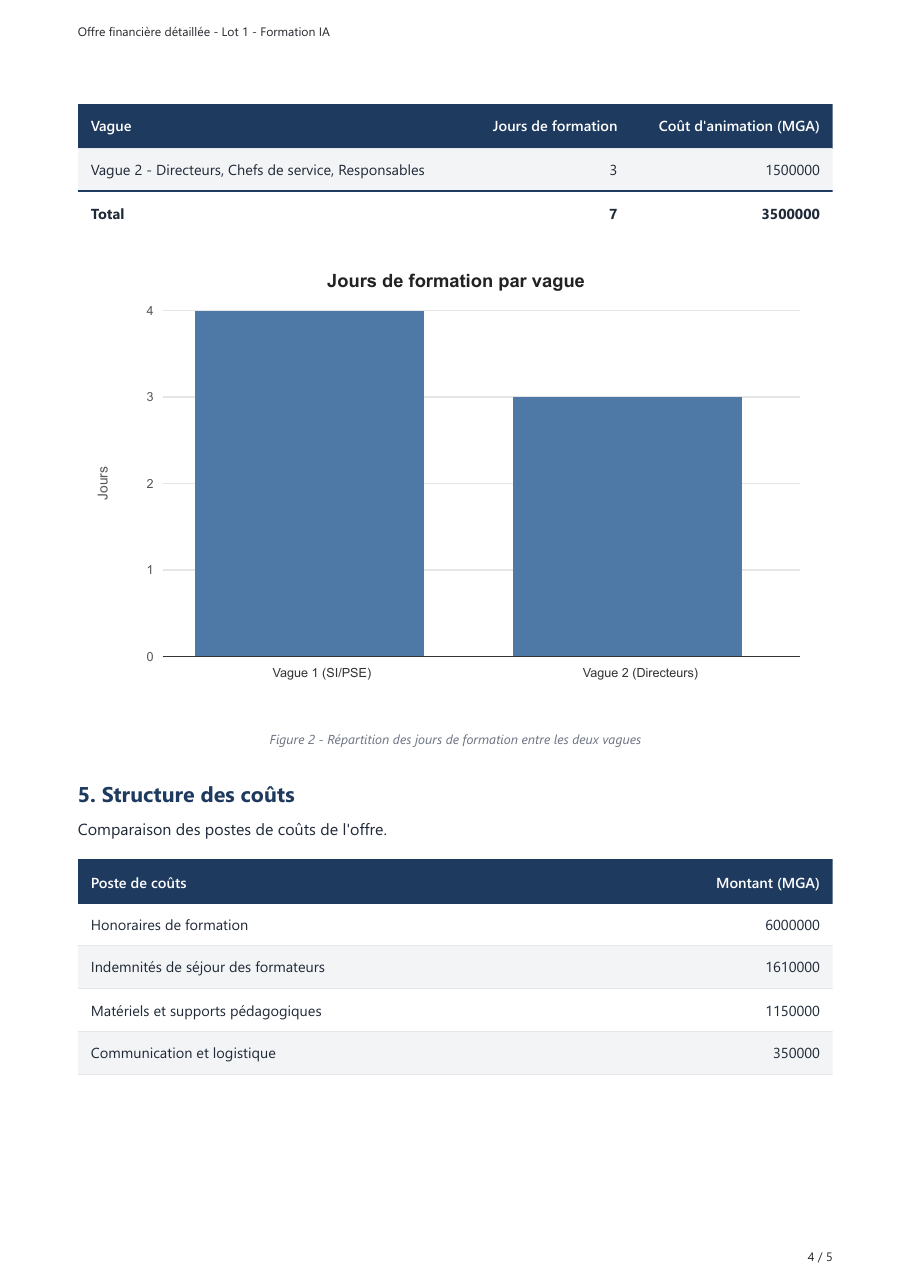 Offre financière détaillée - Lot 1 - Formation IA
Vague Jours de formation Coût d'animation (MGA)
Vague 2 - Directeurs, Chefs de service, Responsables 3 1500000
Total 7 3500000
Jours de formation par vague
4
3
2
1
0
Jours
Vague 1 (SI/PSE) Vague 2 (Directeurs)
Figure 2 - Répartition des jours de formation entre les deux vagues
5. Structure des coûts
Comparaison des postes de coûts de l'offre.
Poste de coûts Montant (MGA)
Honoraires de formation 6000000
Indemnités de séjour des formateurs 1610000
Matériels et supports pédagogiques 1150000
Communication et logistique 350000
4 / 5